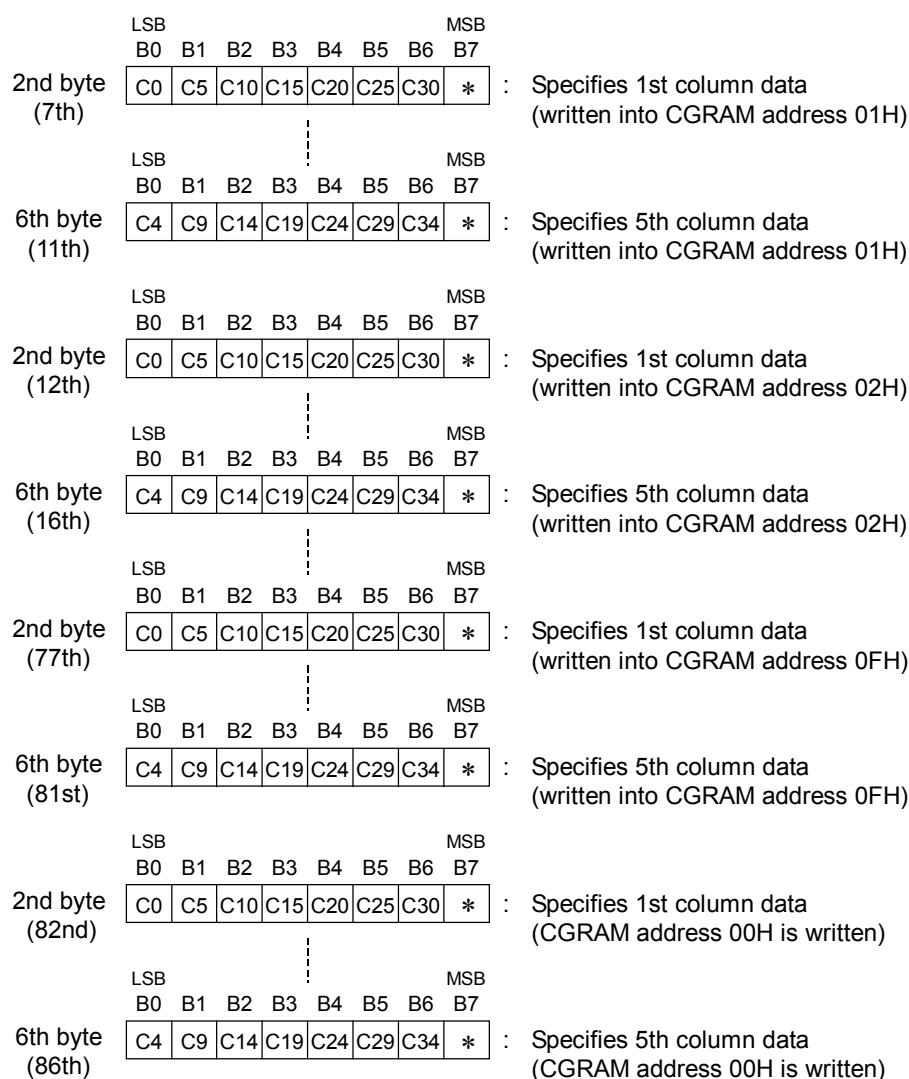 LSB MSB
B0 B1 B2 B3 B4 B5 B6 B7
2nd byte C0 C5 C10 C15 C20 C25 C30 * : Specifies 1st column data
(7th) (written into CGRAM address 01H)
LSB MSB
B0 B1 B2 B3 B4 B5 B6 B7
6th byte C4 C9 C14 C19 C24 C29 C34 * : Specifies 5th column data
(11th) (written into CGRAM address 01H)
LSB MSB
B0 B1 B2 B3 B4 B5 B6 B7
2nd byte C0 C5 C10 C15 C20 C25 C30 * : Specifies 1st column data
(12th) (written into CGRAM address 02H)
LSB MSB
B0 B1 B2 B3 B4 B5 B6 B7
6th byte C4 C9 C14 C19 C24 C29 C34 * : Specifies 5th column data
(16th) (written into CGRAM address 02H)
LSB MSB
B0 B1 B2 B3 B4 B5 B6 B7
2nd byte C0 C5 C10 C15 C20 C25 C30 * : Specifies 1st column data
(77th) (written into CGRAM address 0FH)
LSB MSB
B0 B1 B2 B3 B4 B5 B6 B7
6th byte C4 C9 C14 C19 C24 C29 C34 * : Specifies 5th column data
(81st) (written into CGRAM address 0FH)
LSB MSB
B0 B1 B2 B3 B4 B5 B6 B7
2nd byte C0 C5 C10 C15 C20 C25 C30 * : Specifies 1st column data
(82nd) (CGRAM address 00H is written)
LSB MSB
B0 B1 B2 B3 B4 B5 B6 B7
6th byte C4 C9 C14 C19 C24 C29 C34 * : Specifies 5th column data
(86th) (CGRAM address 00H is written)